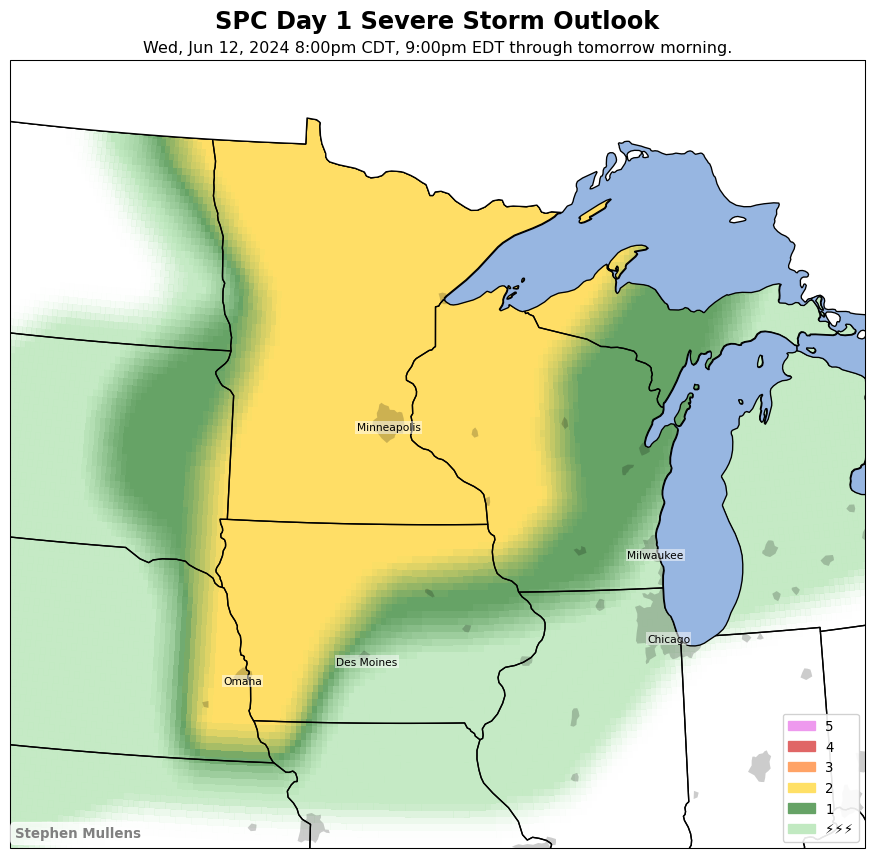 SPC Day 1 Severe Storm Outlook
Wed, Jun 12, 2024 8:00pm CDT, 9:00pm EDT through tomorrow morning.
Minneapolis
Milwaukee
Chicago
Des Moines
Omaha
5
4
3
2
1
⚡⚡⚡
Stephen Mullens